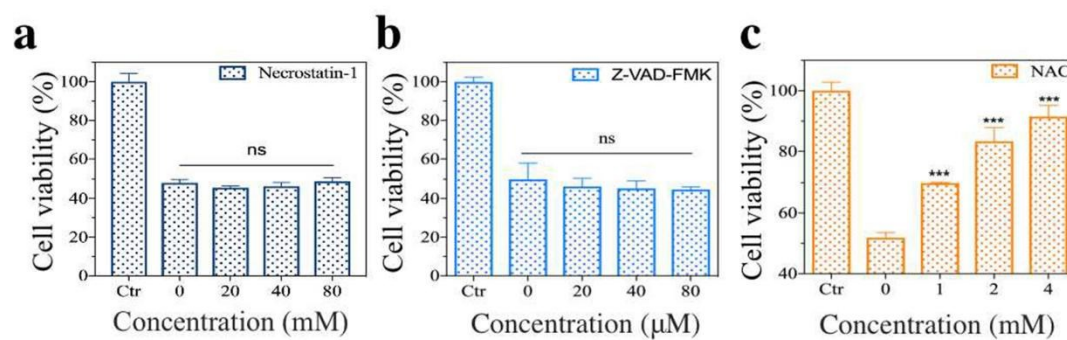 a
Necrostatin-1
Cell viability (%)
100
80
60
40
20
0
ns
Ctr 0 20 40 80
Concentration (mM)
b
Z-VAD-FMK
Cell viability (%)
100
80
60
40
20
0
ns
Ctr 0 20 40 80
Concentration (μM)
c
NAC
Cell viability (%)
100
80
60
40
***
***
***
Ctr 0 1 2 4
Concentration (mM)